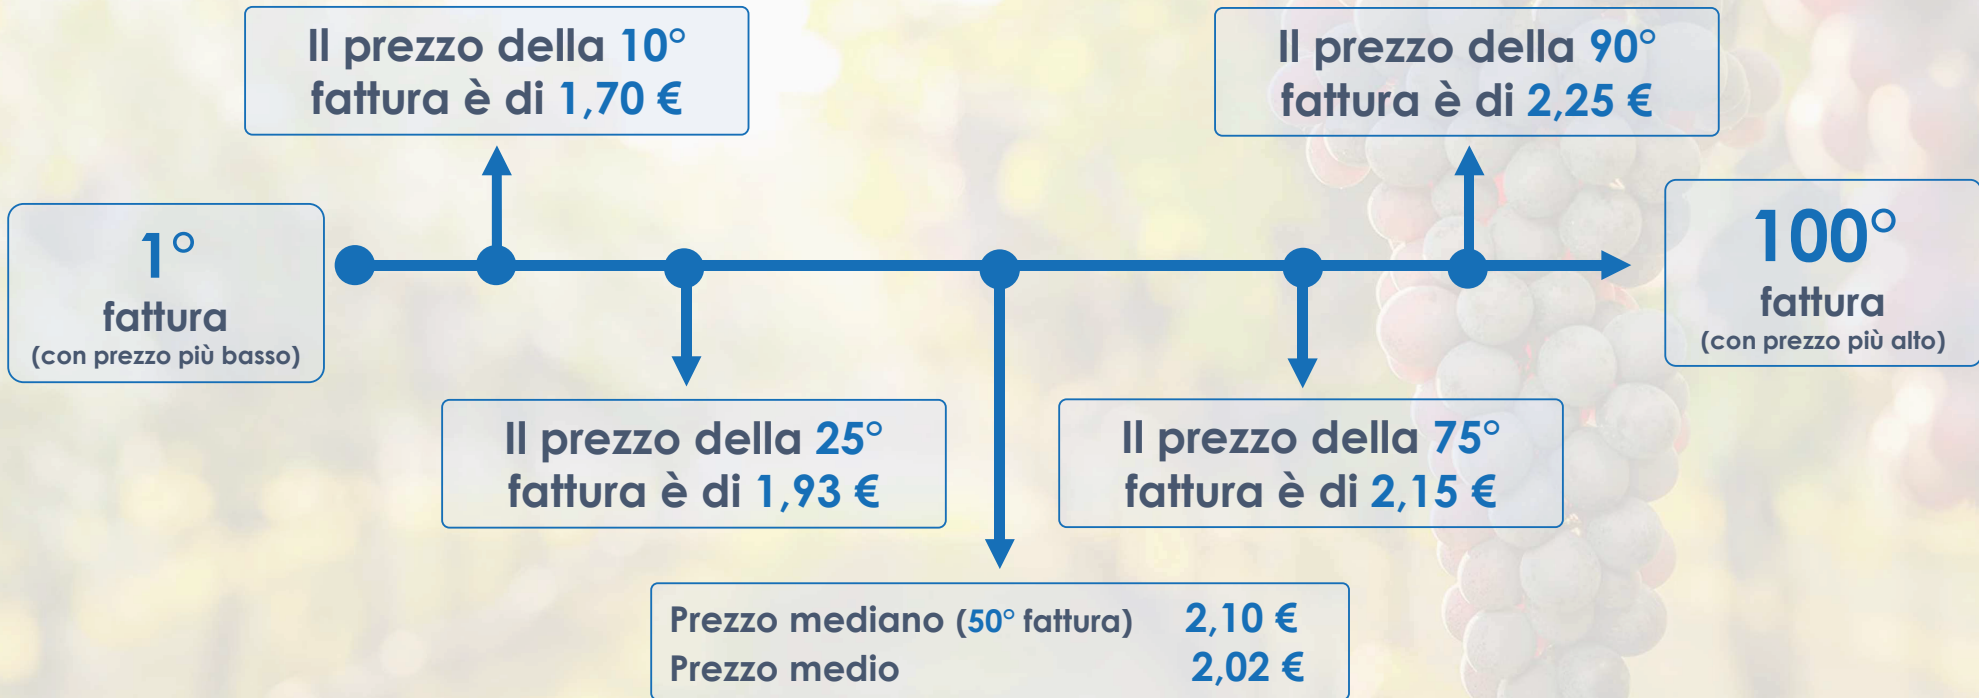 Il prezzo della 10°
fattura è di 1,70 €
Il prezzo della 90°
fattura è di 2,25 €
1°
fattura
(con prezzo più basso)
100°
fattura
(con prezzo più alto)
Il prezzo della 25°
fattura è di 1,93 €
Il prezzo della 75°
fattura è di 2,15 €
Prezzo mediano (50° fattura) 2,10 €
Prezzo medio 2,02 €